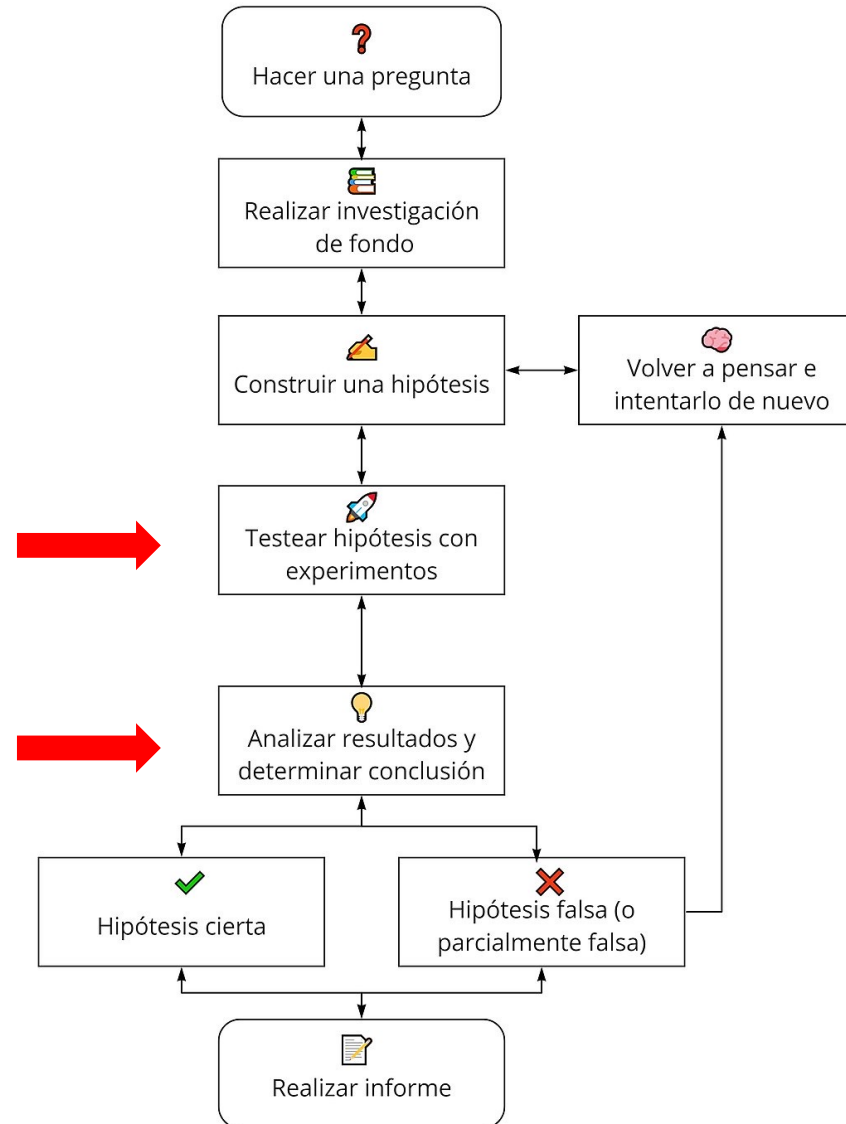 Hacer una pregunta
Realizar investigación
de fondo
Construir una hipótesis
Volver a pensar e
intentarlo de nuevo
Testear hipótesis con
experimentos
Analizar resultados y
determinar conclusión
Hipótesis cierta
Hipótesis falsa (o
parcialmente falsa)
Realizar informe